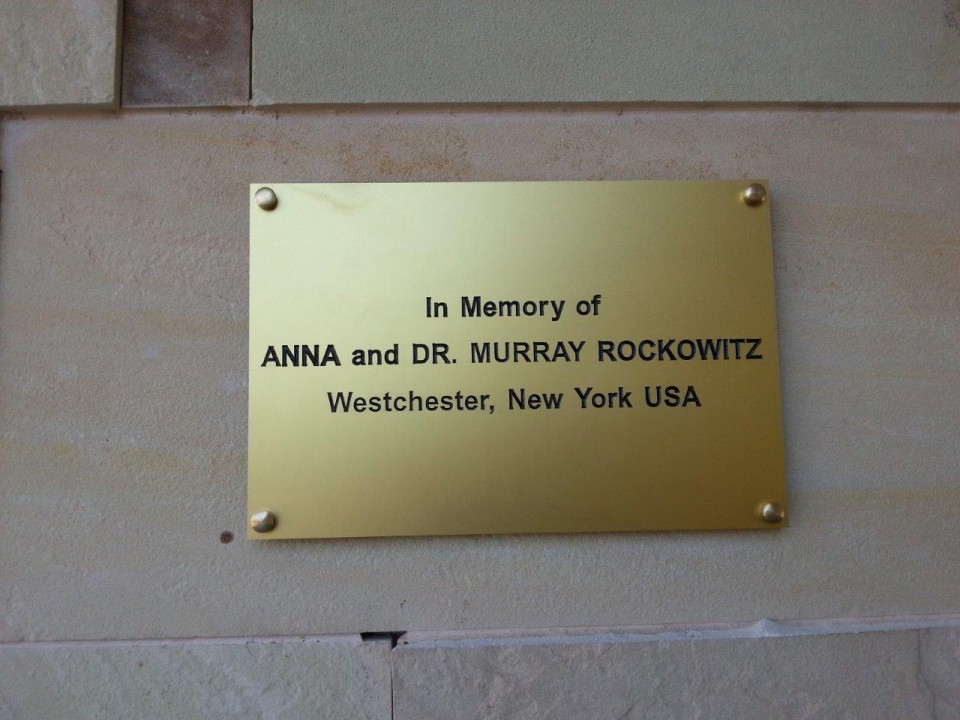 In Memory of
ANNA and DR. MURRAY ROCKOWITZ
Westchester, New York USA